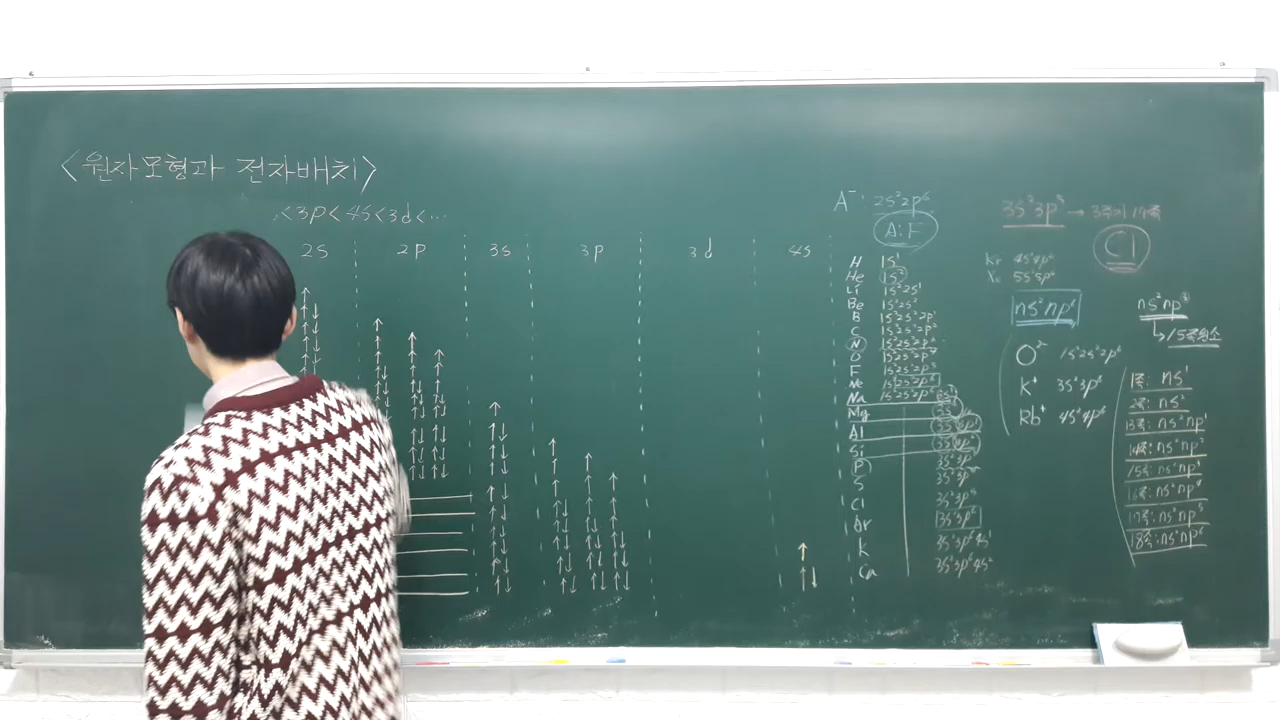 <원자모형과 전자배치>
<3p<4s<3d<···
2s 2p 3s 3p 3d 4s
A⁻: 2s²2p⁶
A:F
H 1s¹
He 1s²
Li 1s²2s¹
Be 1s²2s²
B 1s²2s²2p¹
C 1s²2s²2p²
N 1s²2s²2p³
O 1s²2s²2p⁴
F 1s²2s²2p⁵
Ne 1s²2s²2p⁶
Na
Mg
Al
Si
P 3s²3p³
S 3s²3p⁴
Cl 3s²3p⁵
Ar 3s²3p⁶
K 3s²3p⁶4s¹
Ca 3s²3p⁶4s²
3s²3p⁵ → 3주기 17족
Cl
Kr 4s²4p⁶
Xe 5s²5p⁶
ns²np⁶
O²⁻ 1s²2s²2p⁶
K⁺ 3s²3p⁶
Rb⁺ 4s²4p⁶
ns²np³
↳ 15족원소
1족: ns¹
2족: ns²
13족: ns²np¹
14족: ns²np²
15족: ns²np³
16족: ns²np⁴
17족: ns²np⁵
18족: ns²np⁶